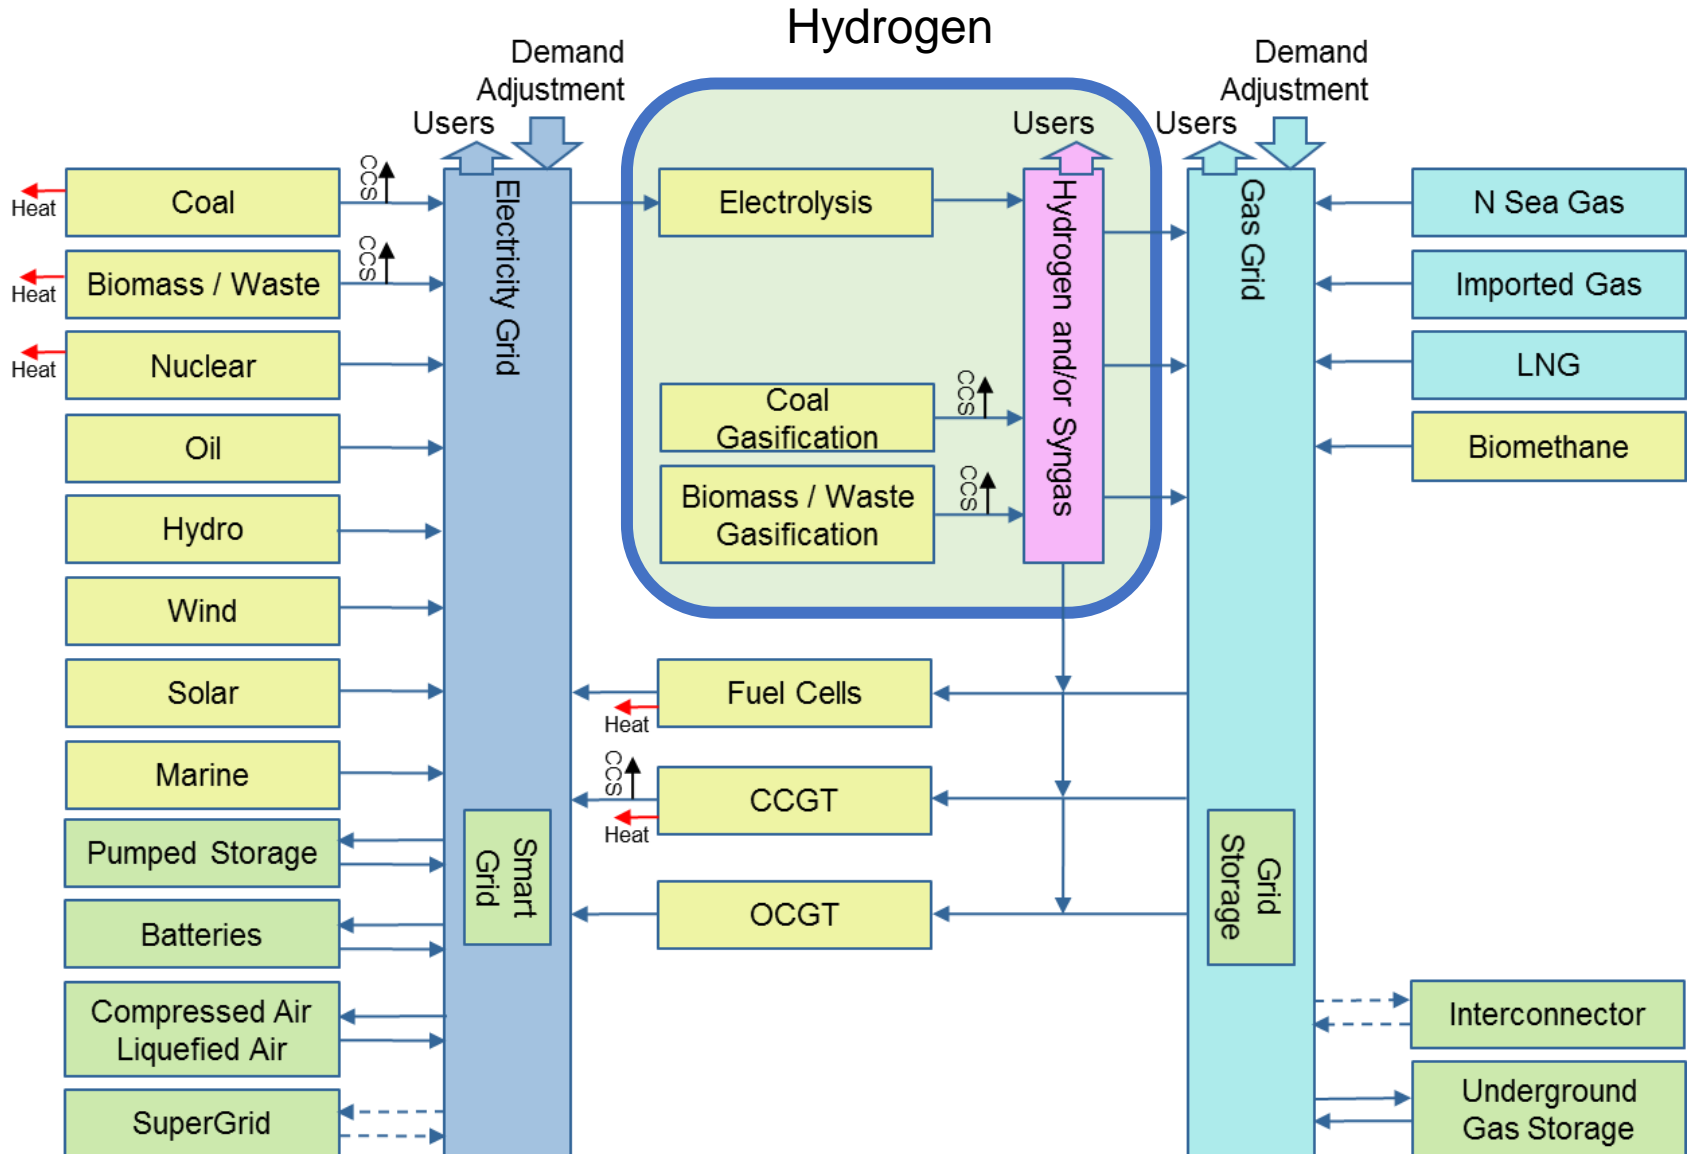 Hydrogen
Demand
Adjustment
Users
Users
Users
Demand
Adjustment
Heat
Coal
CCS
Heat
Biomass / Waste
CCS
Heat
Nuclear
Oil
Hydro
Wind
Solar
Marine
Pumped Storage
Batteries
Compressed Air
Liquefied Air
SuperGrid
Electricity Grid
Smart
Grid
Electrolysis
Coal
Gasification
CCS
Biomass / Waste
Gasification
CCS
Hydrogen and/or Syngas
Fuel Cells
Heat
CCS
CCGT
Heat
OCGT
Gas Grid
Grid
Storage
N Sea Gas
Imported Gas
LNG
Biomethane
Interconnector
Underground
Gas Storage